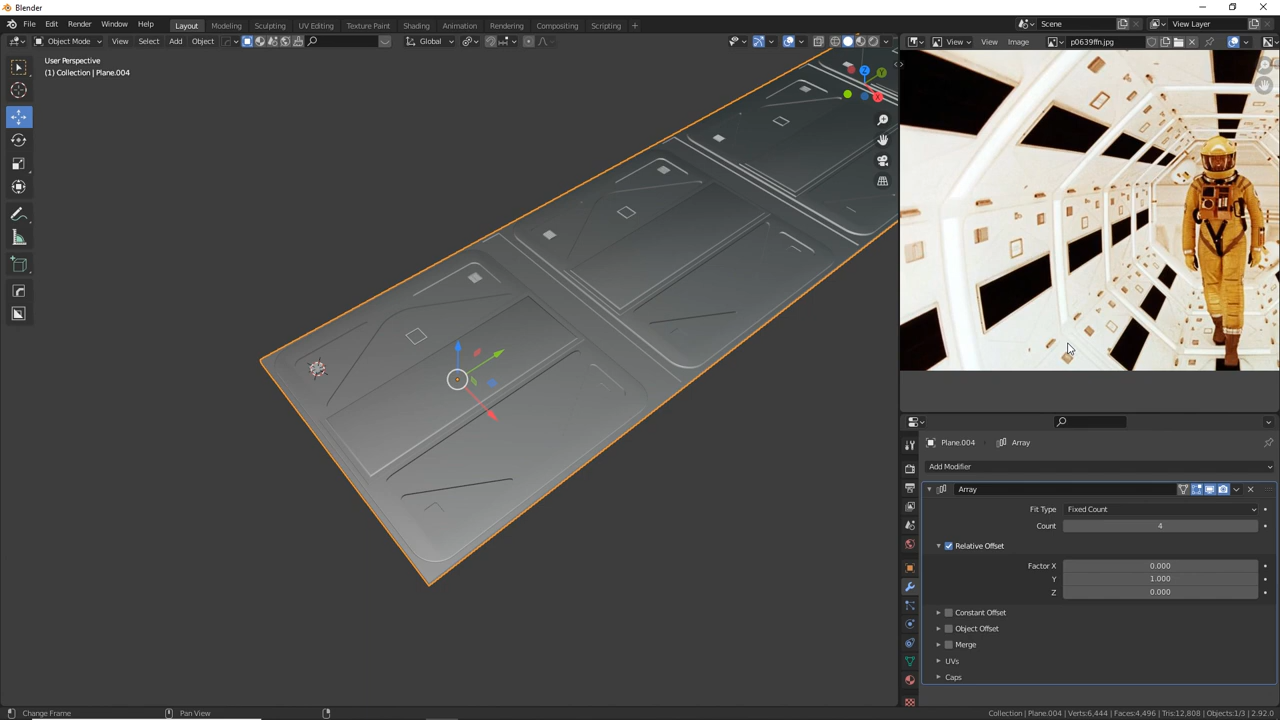 Blender
File Edit Render Window Help Layout Modeling Sculpting UV Editing Texture Paint Shading Animation Rendering Compositing Scripting + Scene View Layer
Object Mode View Select Add Object Global View View Image p0639ffn.jpg
User Perspective
(1) Collection | Plane.004
Z
Y
X
Plane.004 Array
Add Modifier
Array
Fit Type Fixed Count
Count 4
Relative Offset
Factor X 0.000
Y 1.000
Z 0.000
Constant Offset
Object Offset
Merge
UVs
Caps
Change Frame Pan View Collection | Plane.004 | Verts:6,444 | Faces:4,496 | Tris:12,808 | Objects:1/3 | 2.92.0